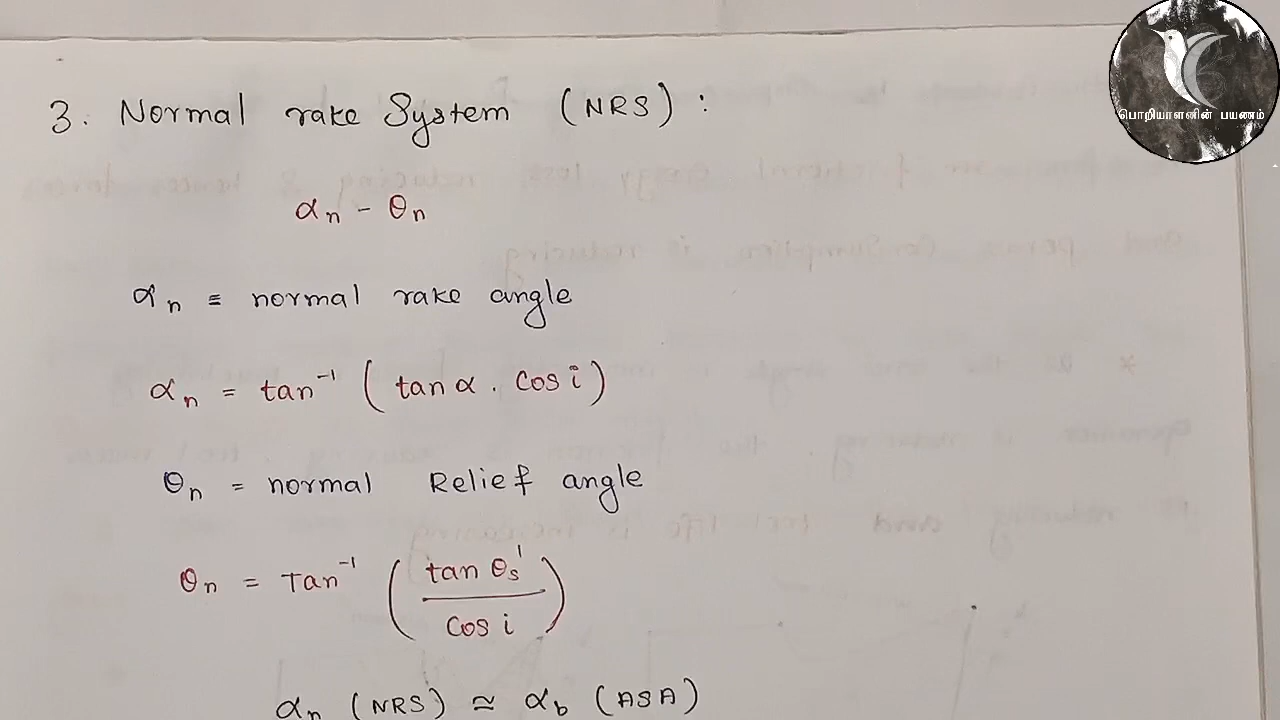 பொறியாளனின் பயணம்
3. Normal rake System (NRS) :
αn - θn
αn = normal rake angle
αn = tan⁻¹ ( tan α . cos i )
θn = normal Relief angle
θn = Tan⁻¹ ( tan θs' / cos i )
αn (NRS) ≈ αb (ASA)